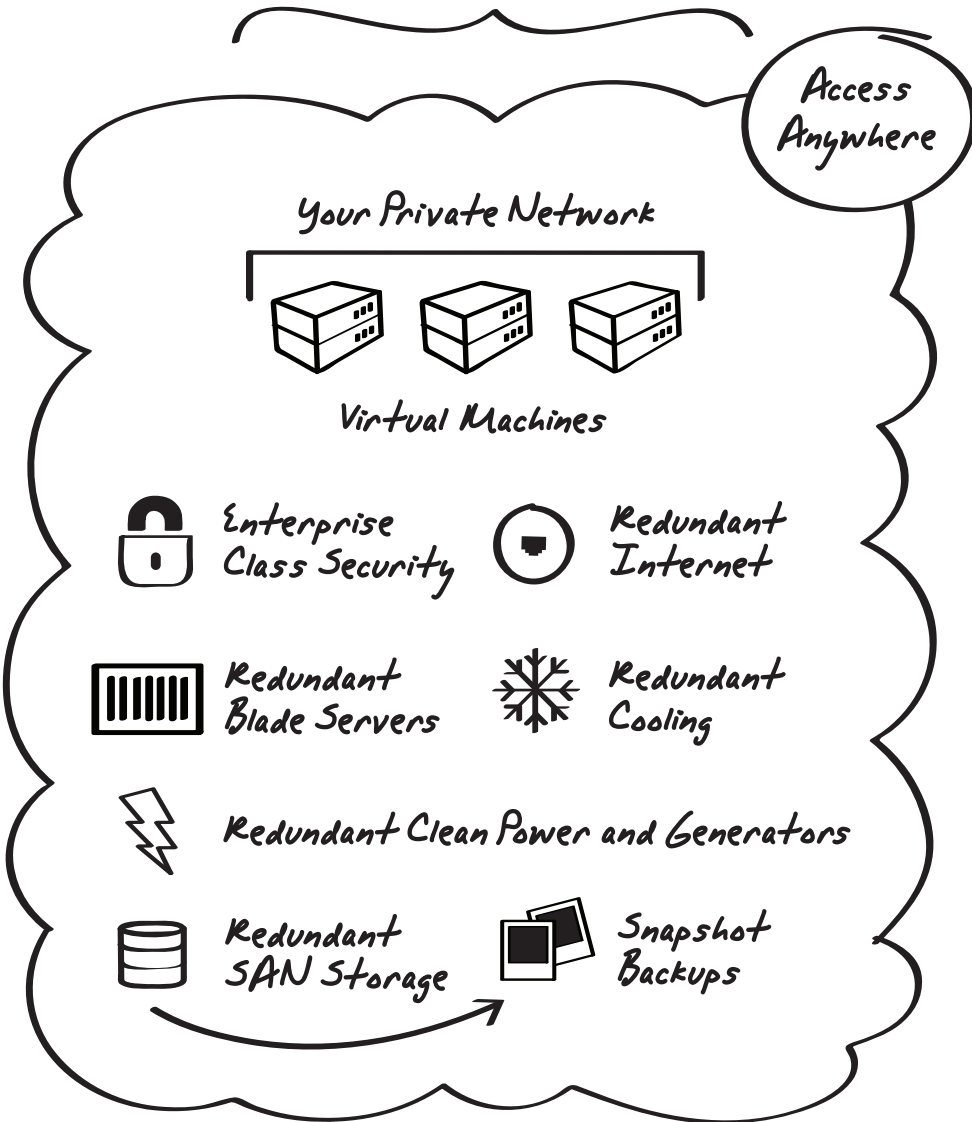 Access
Anywhere
Your Private Network
Virtual Machines
Enterprise
Class Security
Redundant
Internet
Redundant
Blade Servers
Redundant
Cooling
Redundant Clean Power and Generators
Redundant
SAN Storage
Snapshot
Backups